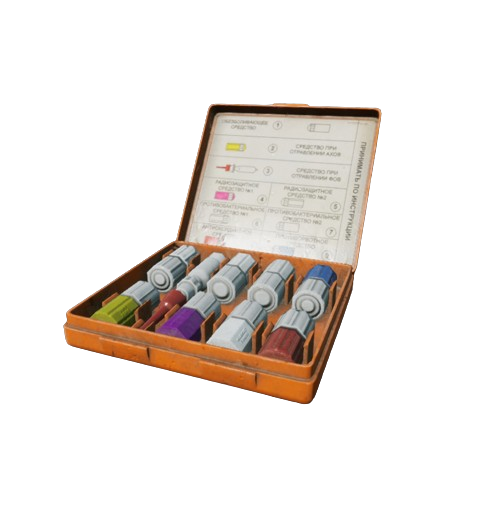 ОБЕЗБОЛИВАЮЩЕЕ
СРЕДСТВО
1
2
СРЕДСТВО ПРИ
ОТРАВЛЕНИИ АХОВ
3
СРЕДСТВО ПРИ
ОТРАВЛЕНИИ ФОВ
РАДИОЗАЩИТНОЕ
СРЕДСТВО №1
4
РАДИОЗАЩИТНОЕ
СРЕДСТВО №2
5
ПРОТИВОБАКТЕРИАЛЬНОЕ
СРЕДСТВО №1
ПРОТИВОБАКТЕРИАЛЬНОЕ
СРЕДСТВО №2
7
ПРИНИМАТЬ ПО ИНСТРУКЦИИ